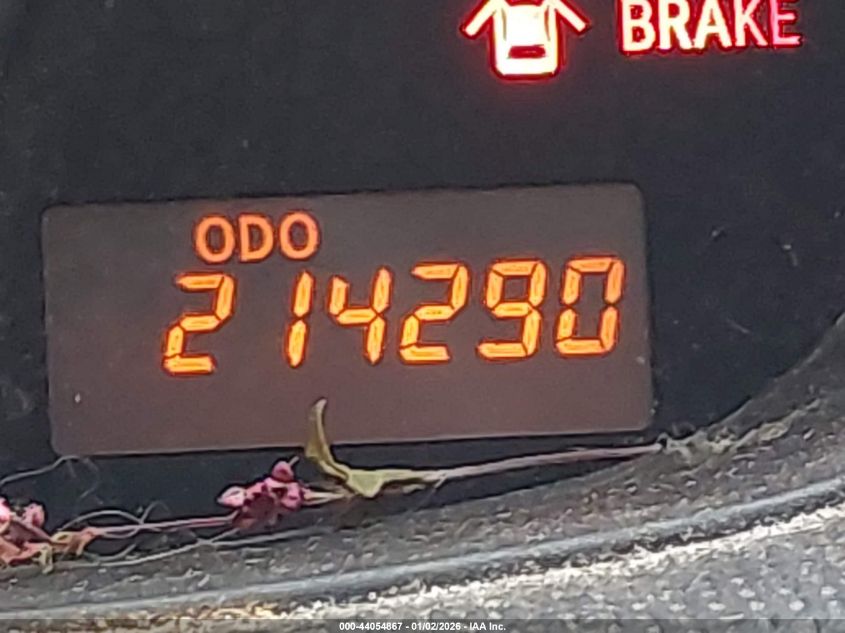 BRAKE
ODO
214290
000-44054867 - 01/02/2026 - IAA Inc.